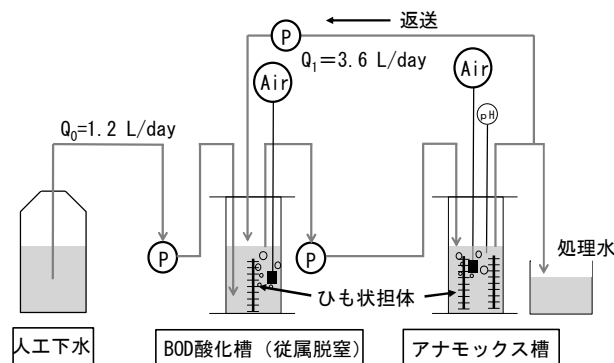 返送
P
Q₁＝3.6 L/day
Air
Air
pH
Q₀=1.2 L/day
P
P
処理水
ひも状担体
人工下水
BOD酸化槽（従属脱窒）
アナモックス槽